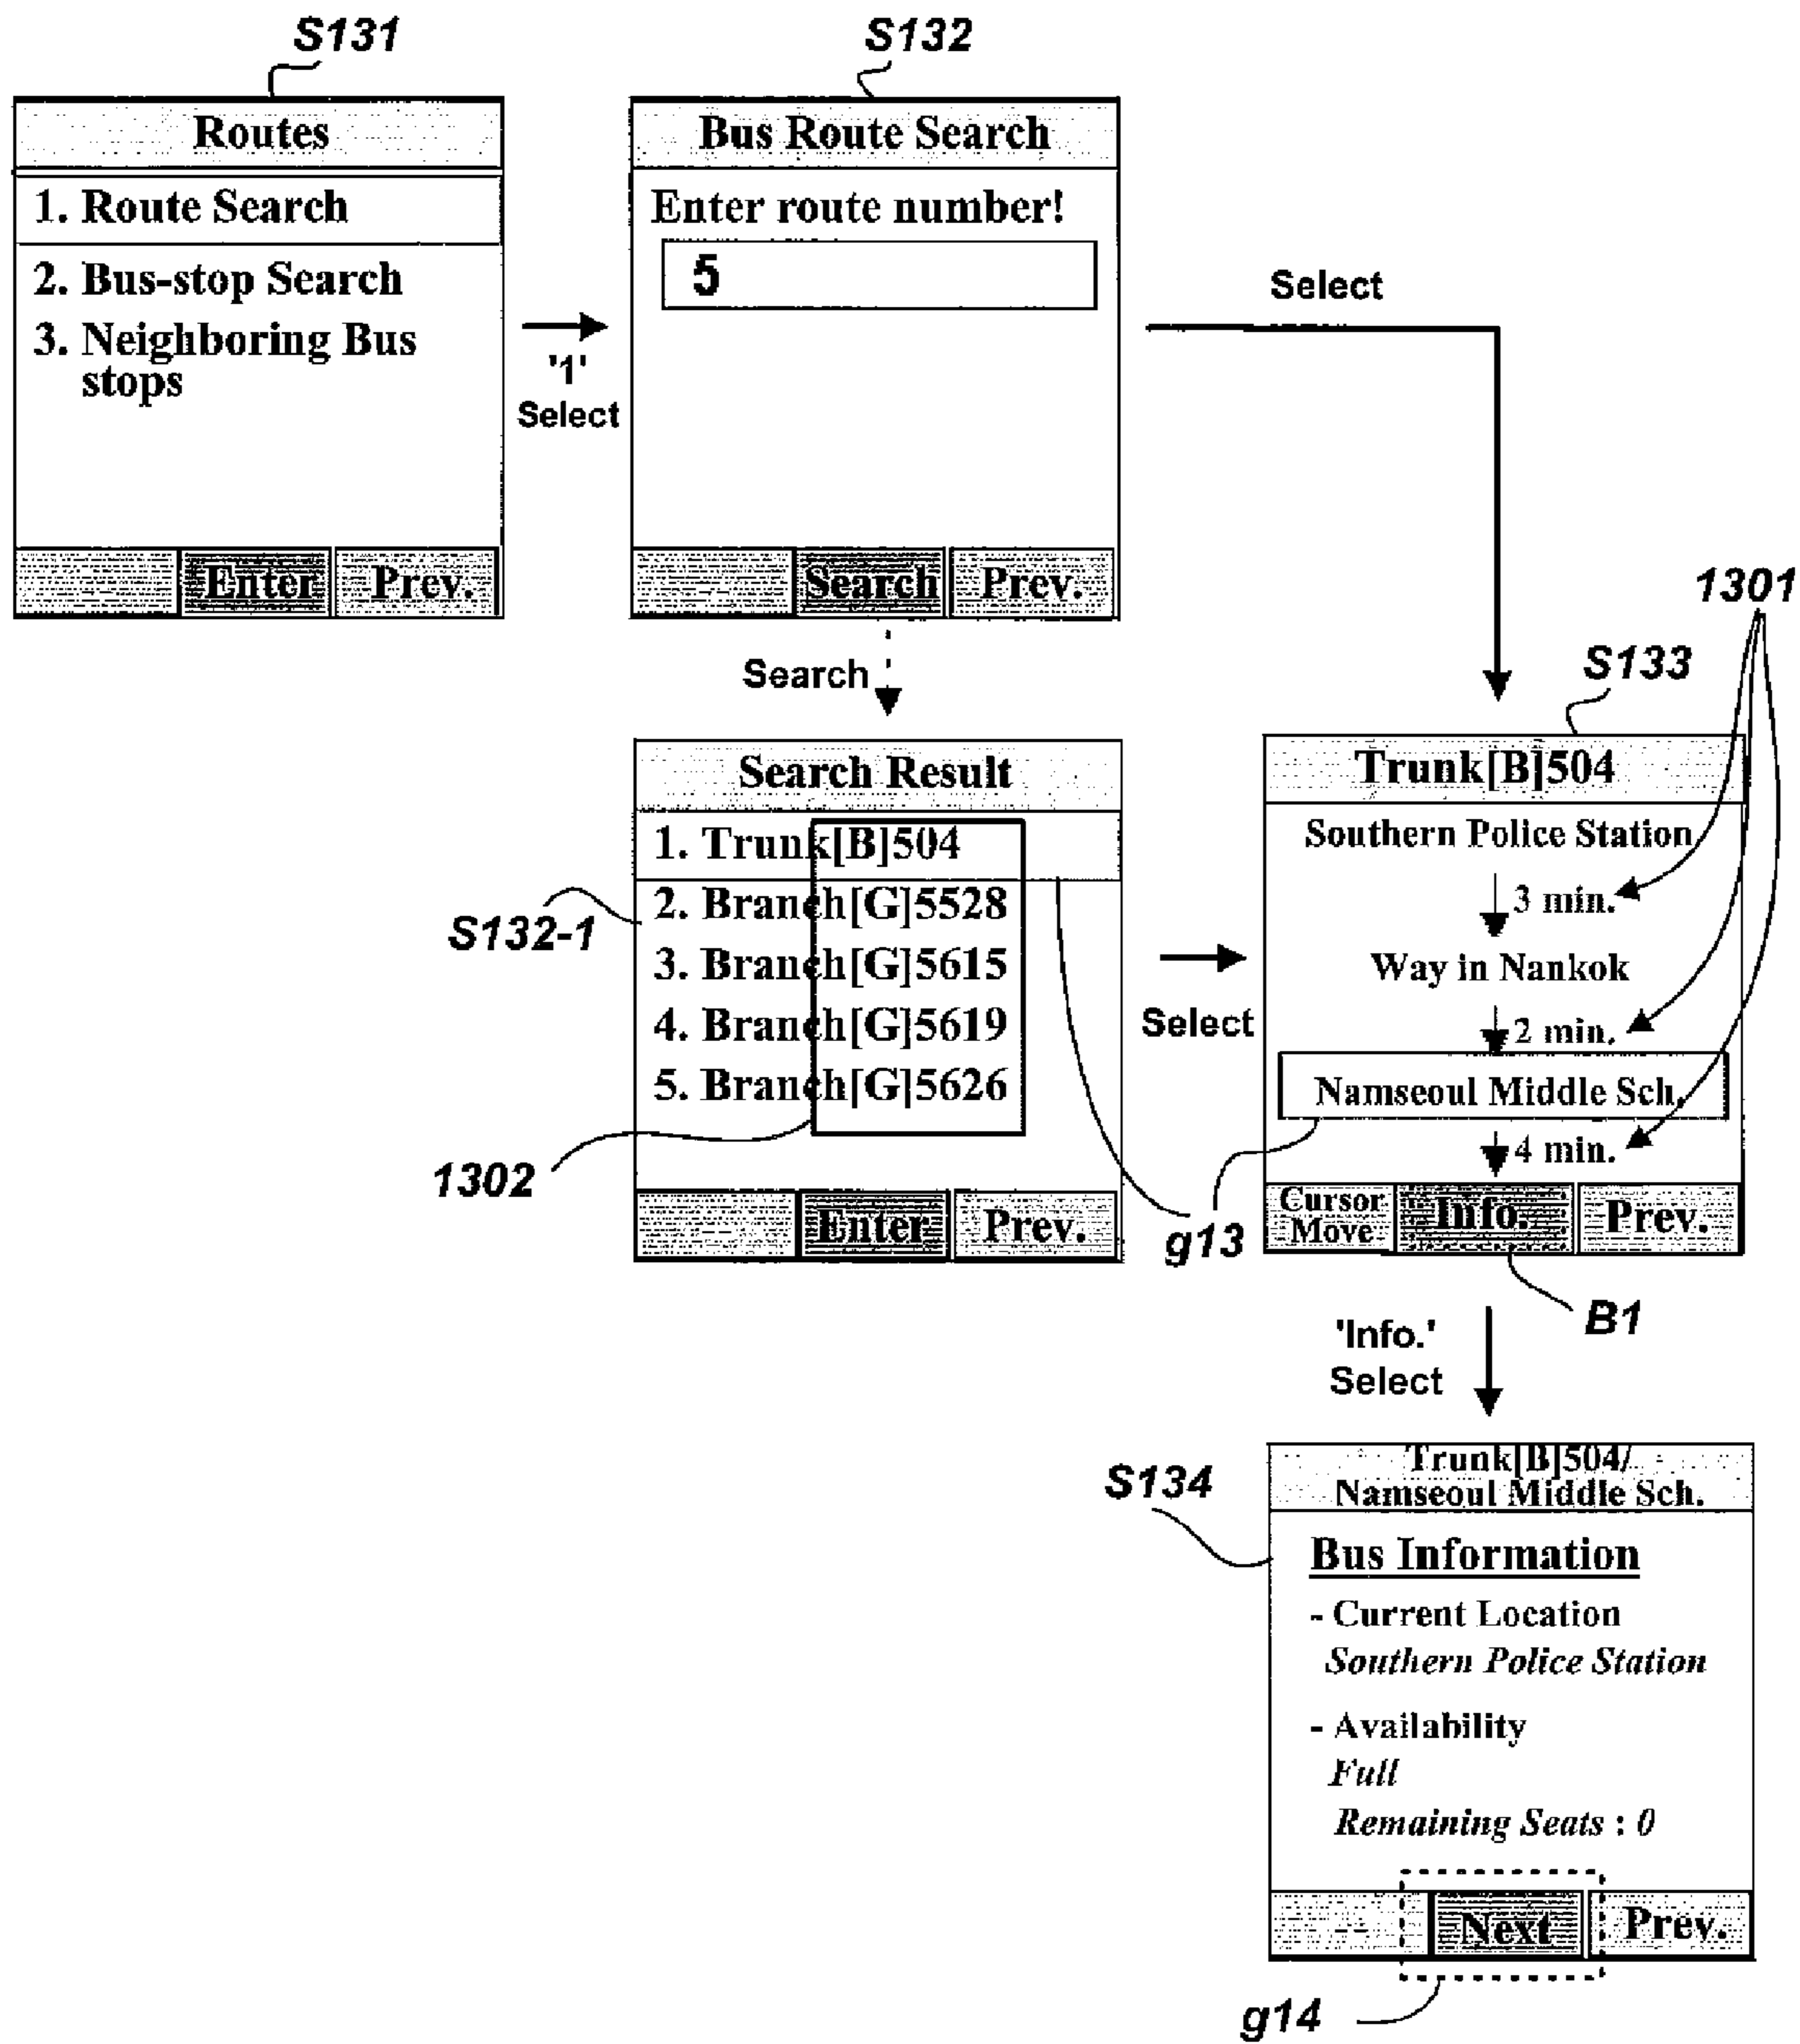 S131
Routes
1. Route Search
2. Bus-stop Search
3. Neighboring Bus
stops
Enter
Prev.
'1'
Select
S132
Bus Route Search
Enter route number!
5
Search
Prev.
Select
Search
Search Result
1. Trunk[B]504
2. Branch[G]5528
3. Branch[G]5615
4. Branch[G]5619
5. Branch[G]5626
Enter
Prev.
S132-1
1302
g13
Select
1301
S133
Trunk[B]504
Southern Police Station
3 min.
Way in Nankok
2 min.
Namseoul Middle Sch.
4 min.
Cursor
Move
Info.
Prev.
B1
'Info.'
Select
S134
Trunk[B]504/
Namseoul Middle Sch.
Bus Information
- Current Location
Southern Police Station
- Availability
Full
Remaining Seats : 0
Next
Prev.
g14